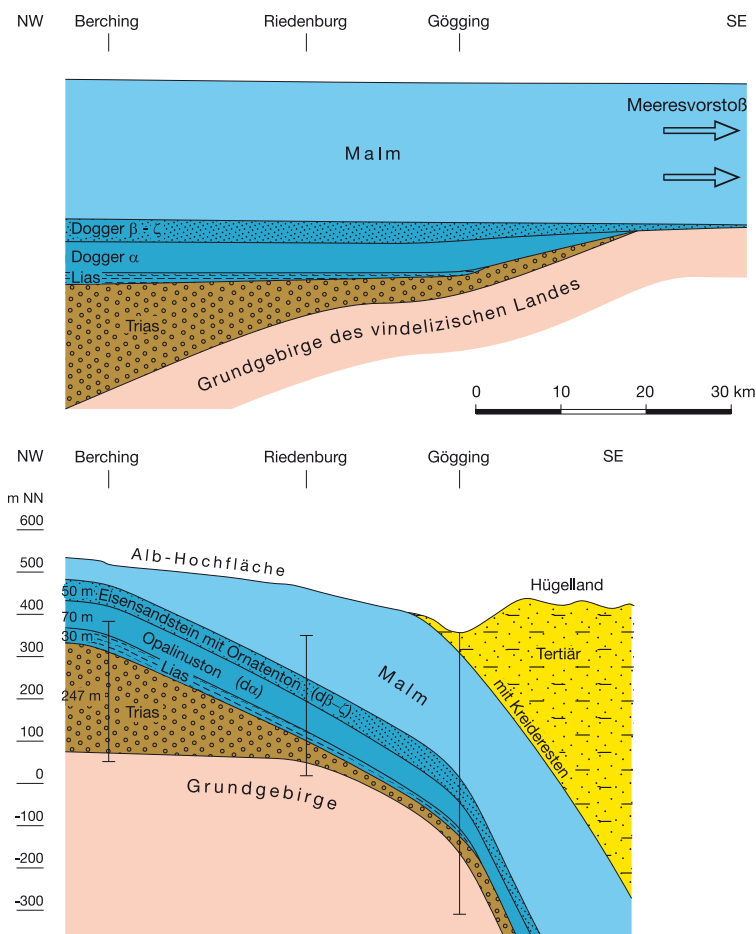 NW Berching Riedenburg Gögging SE
Meeresvorstoß
Malm
Dogger β - ζ
Dogger α
Lias
Trias
Grundgebirge des vindelizischen Landes
0 10 20 30 km
NW Berching Riedenburg Gögging SE
m NN
600
500
400
300
200
100
0
-100
-200
-300
Alb-Hochfläche
Hügelland
50 m
Eisensandstein mit Ornatenton (dβ-ζ)
70 m
30 m
Opalinuston (dα)
Lias
Malm
Tertiär
mit Kreideresten
247 m
Trias
Grundgebirge